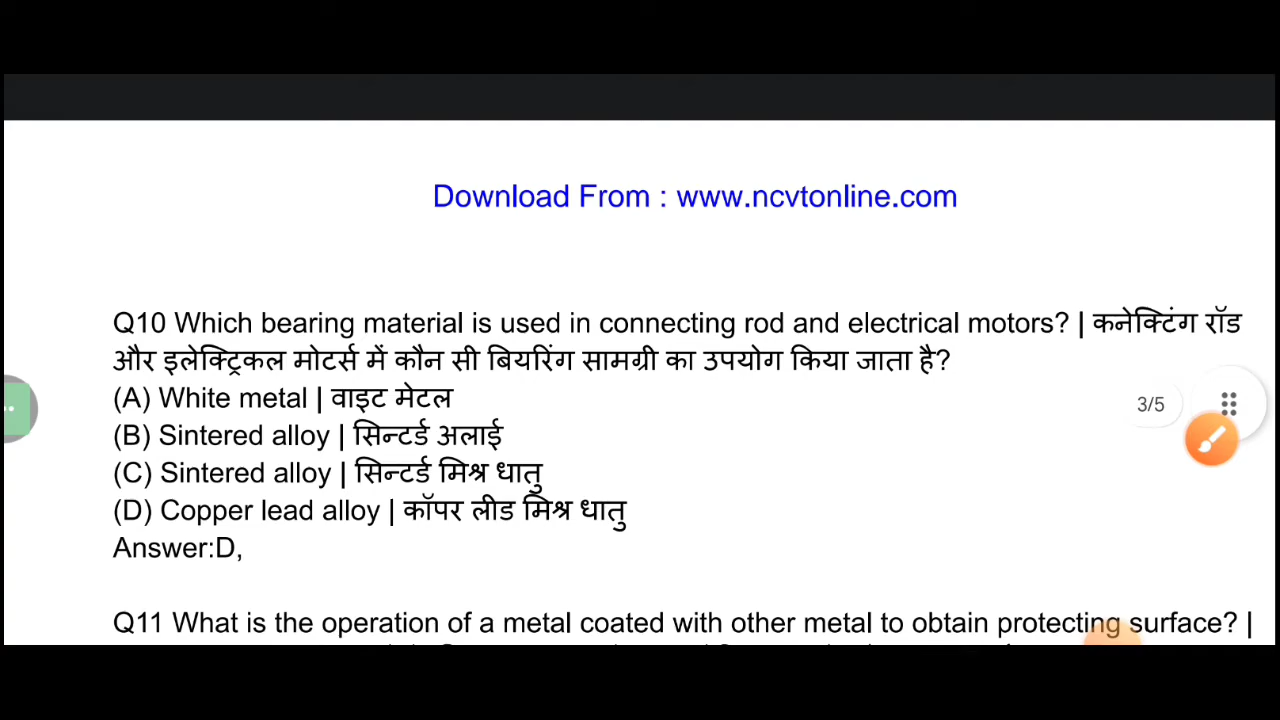 Download From : www.ncvtonline.com
Q10 Which bearing material is used in connecting rod and electrical motors? | कनेक्टिंग रॉड
और इलेक्ट्रिकल मोटर्स में कौन सी बियरिंग सामग्री का उपयोग किया जाता है?
(A) White metal | वाइट मेटल
(B) Sintered alloy | सिन्टर्ड अलाई
(C) Sintered alloy | सिन्टर्ड मिश्र धातु
(D) Copper lead alloy | कॉपर लीड मिश्र धातु
Answer:D,
3/5
Q11 What is the operation of a metal coated with other metal to obtain protecting surface? |